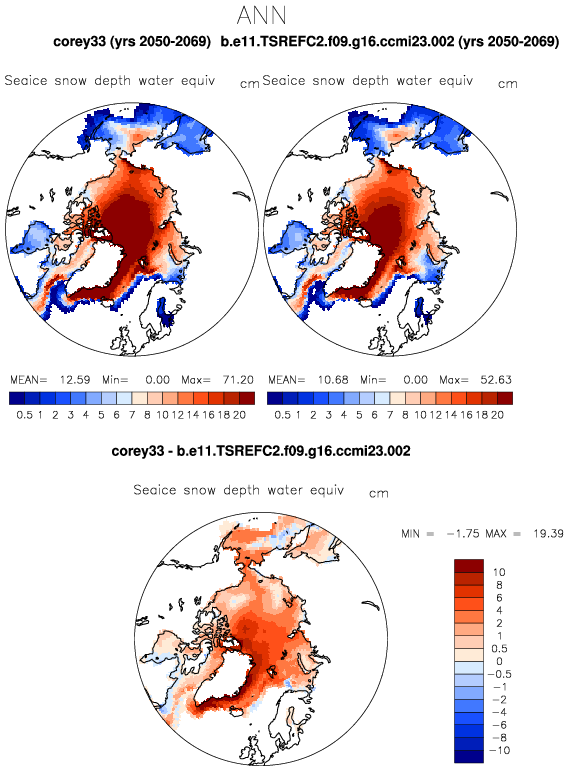 ANN
corey33 (yrs 2050-2069) b.e11.TSREFC2.f09.g16.ccmi23.002 (yrs 2050-2069)
Seaice snow depth water equiv cm Seaice snow depth water equiv cm
MEAN= 12.59 Min= 0.00 Max= 71.20 MEAN= 10.68 Min= 0.00 Max= 52.63
0.5 1 2 3 4 5 6 7 8 10 12 14 16 18 20 0.5 1 2 3 4 5 6 7 8 10 12 14 16 18 20
corey33 - b.e11.TSREFC2.f09.g16.ccmi23.002
Seaice snow depth water equiv cm
MIN = -1.75 MAX = 19.39
10
8
6
4
2
1
0.5
0
-0.5
-1
-2
-4
-6
-8
-10